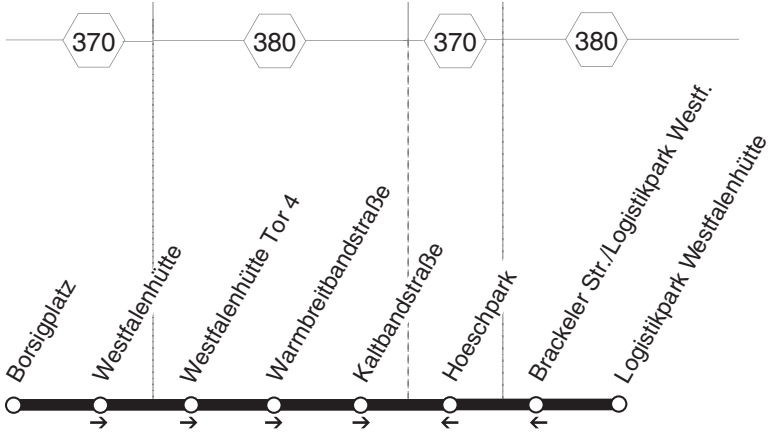 370
380
370
380
Borsigplatz
Westfalenhütte
Westfalenhütte Tor 4
Warmbreitbandstraße
Kaltbandstraße
Hoeschpark
Brackeler Str./Logistikpark Westf.
Logistikpark Westfalenhütte